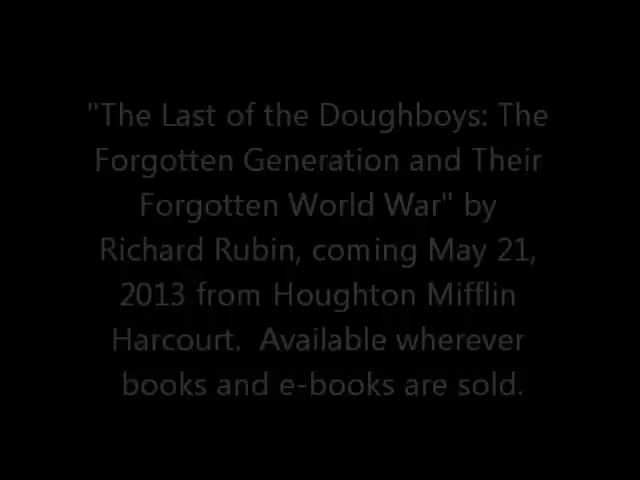 "The Last of the Doughboys: The
Forgotten Generation and Their
Forgotten World War" by
Richard Rubin, coming May 21,
2013 from Houghton Mifflin
Harcourt.  Available wherever
books and e-books are sold.